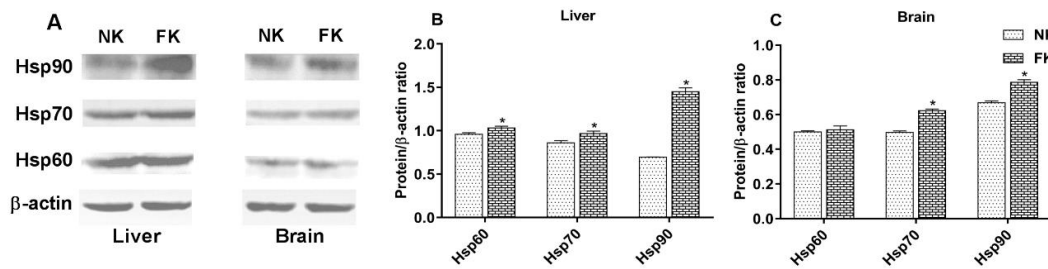 A
NK FK NK FK
Hsp90
Hsp70
Hsp60
β-actin
Liver Brain
B
Liver
Protein/β-actin ratio
2.0
1.5
1.0
0.5
0.0
* * *
Hsp60 Hsp70 Hsp90
C
Brain
Protein/β-actin ratio
1.0
0.8
0.6
0.4
0.2
0.0
* *
Hsp60 Hsp70 Hsp90